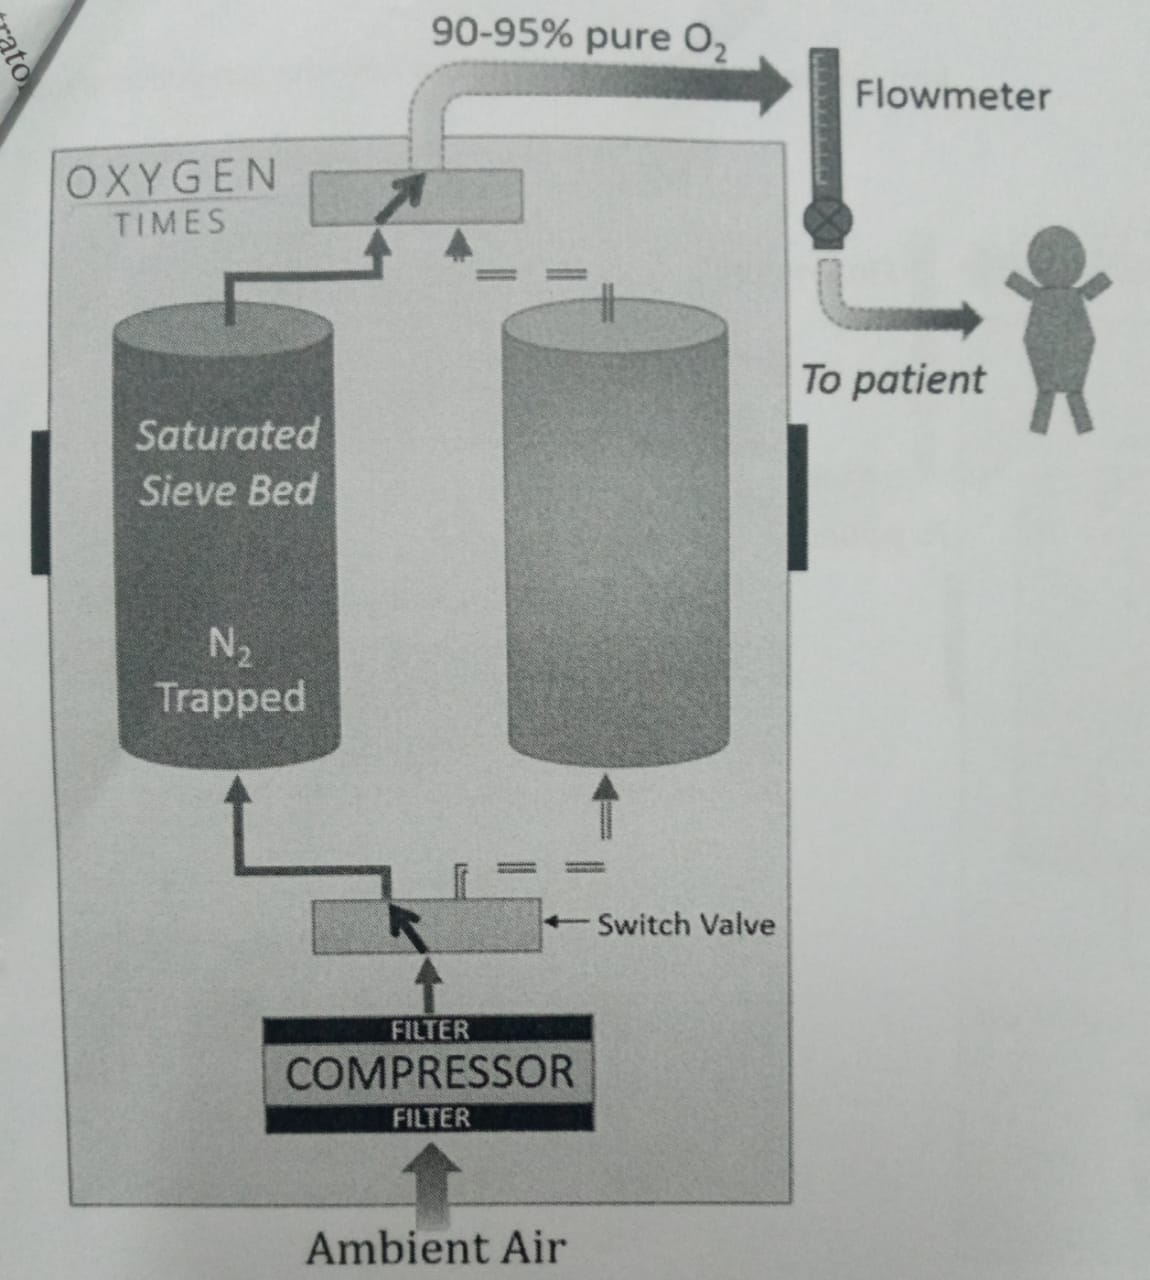 trato
90-95% pure O₂
Flowmeter
OXYGEN
TIMES
To patient
Saturated
Sieve Bed
N₂
Trapped
Switch Valve
FILTER
COMPRESSOR
FILTER
Ambient Air